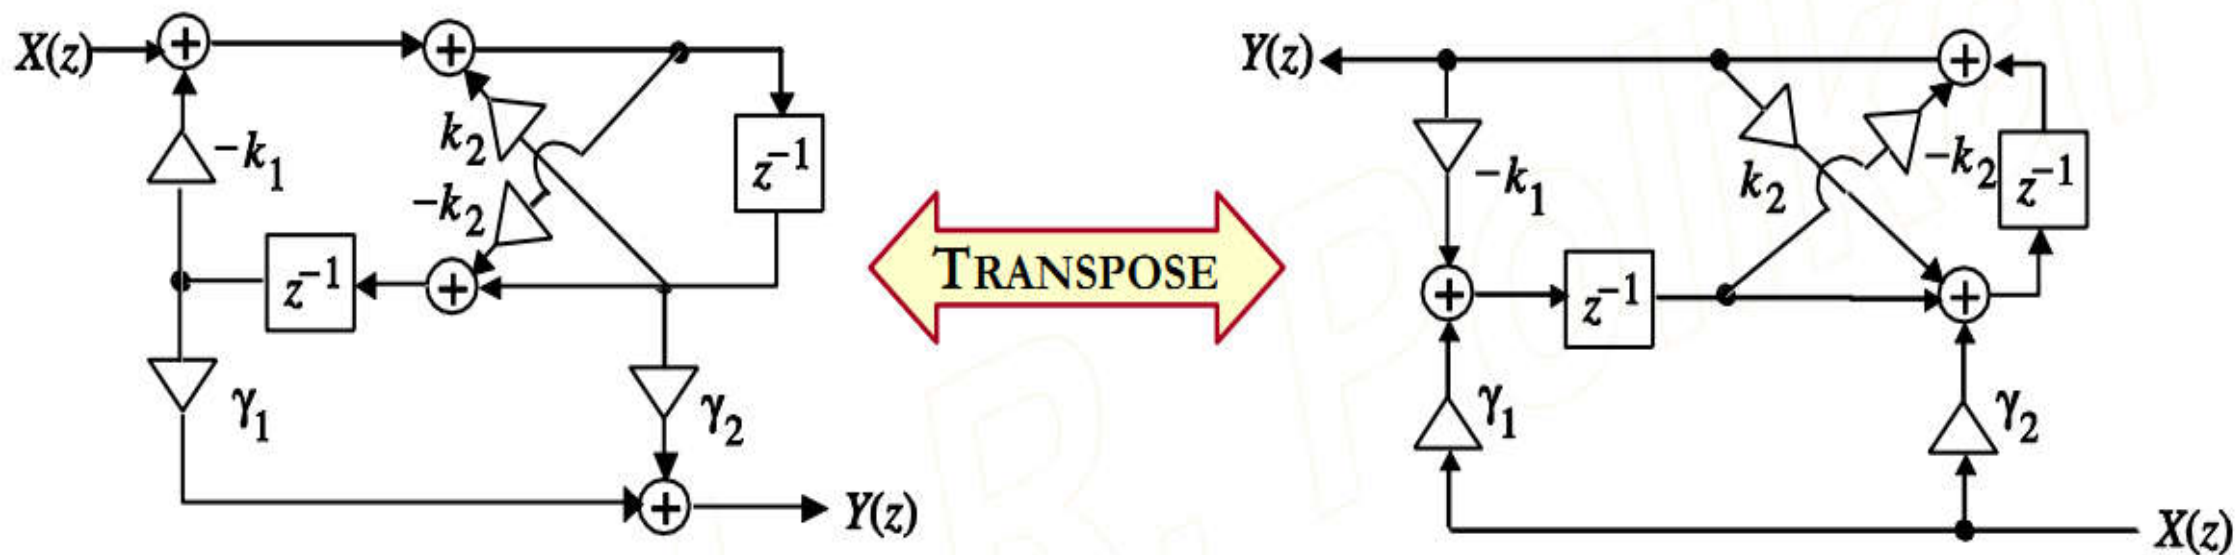 X(z)
+
+
k₂
-k₁
-k₂
z⁻¹
z⁻¹
+
γ₁
γ₂
+
Y(z)
TRANSPOSE
Y(z)
+
-k₁
k₂
-k₂
z⁻¹
+
z⁻¹
+
γ₁
γ₂
X(z)